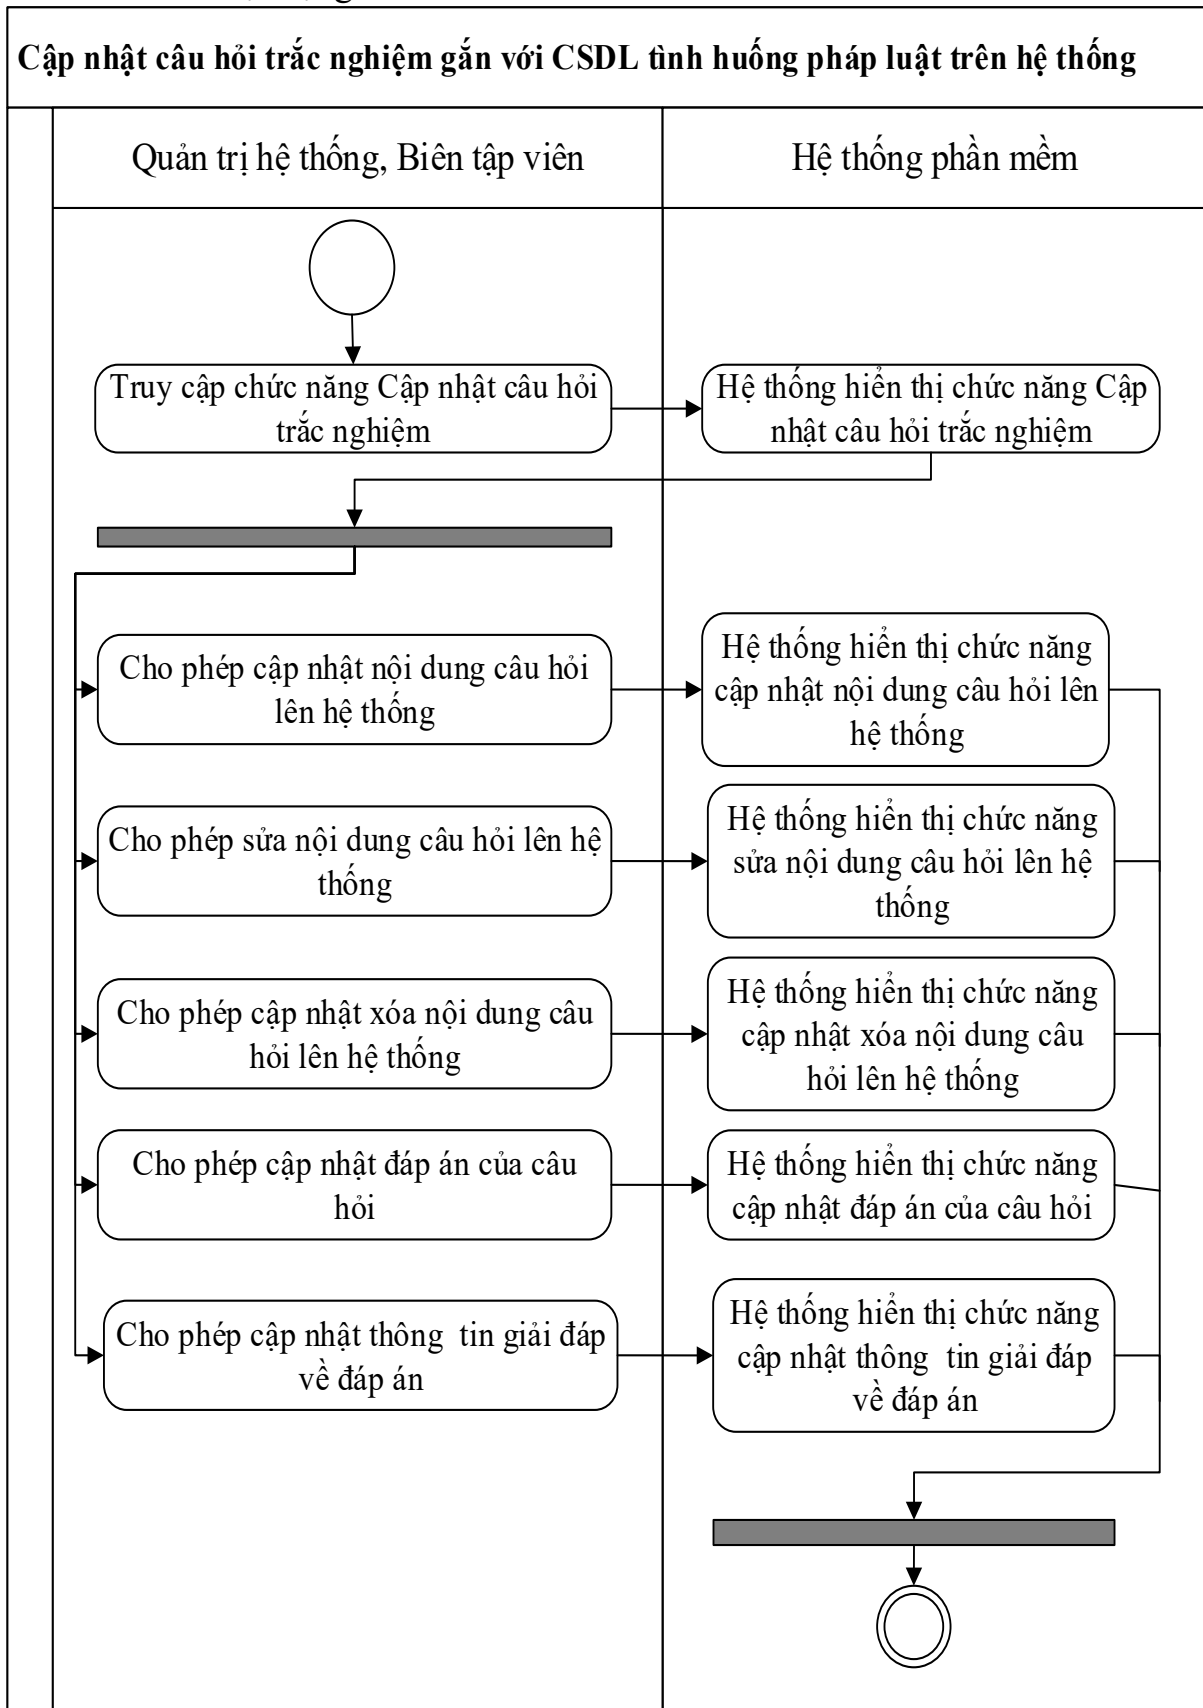 Cập nhật câu hỏi trắc nghiệm gắn với CSDL tình huống pháp luật trên hệ thống
Quản trị hệ thống, Biên tập viên
Hệ thống phần mềm
Truy cập chức năng Cập nhật câu hỏi
trắc nghiệm
Hệ thống hiển thị chức năng Cập
nhật câu hỏi trắc nghiệm
Cho phép cập nhật nội dung câu hỏi
lên hệ thống
Hệ thống hiển thị chức năng
cập nhật nội dung câu hỏi lên
hệ thống
Cho phép sửa nội dung câu hỏi lên hệ
thống
Hệ thống hiển thị chức năng
sửa nội dung câu hỏi lên hệ
thống
Cho phép cập nhật xóa nội dung câu
hỏi lên hệ thống
Hệ thống hiển thị chức năng
cập nhật xóa nội dung câu
hỏi lên hệ thống
Cho phép cập nhật đáp án của câu
hỏi
Hệ thống hiển thị chức năng
cập nhật đáp án của câu hỏi
Cho phép cập nhật thông tin giải đáp
về đáp án
Hệ thống hiển thị chức năng
cập nhật thông tin giải đáp
về đáp án